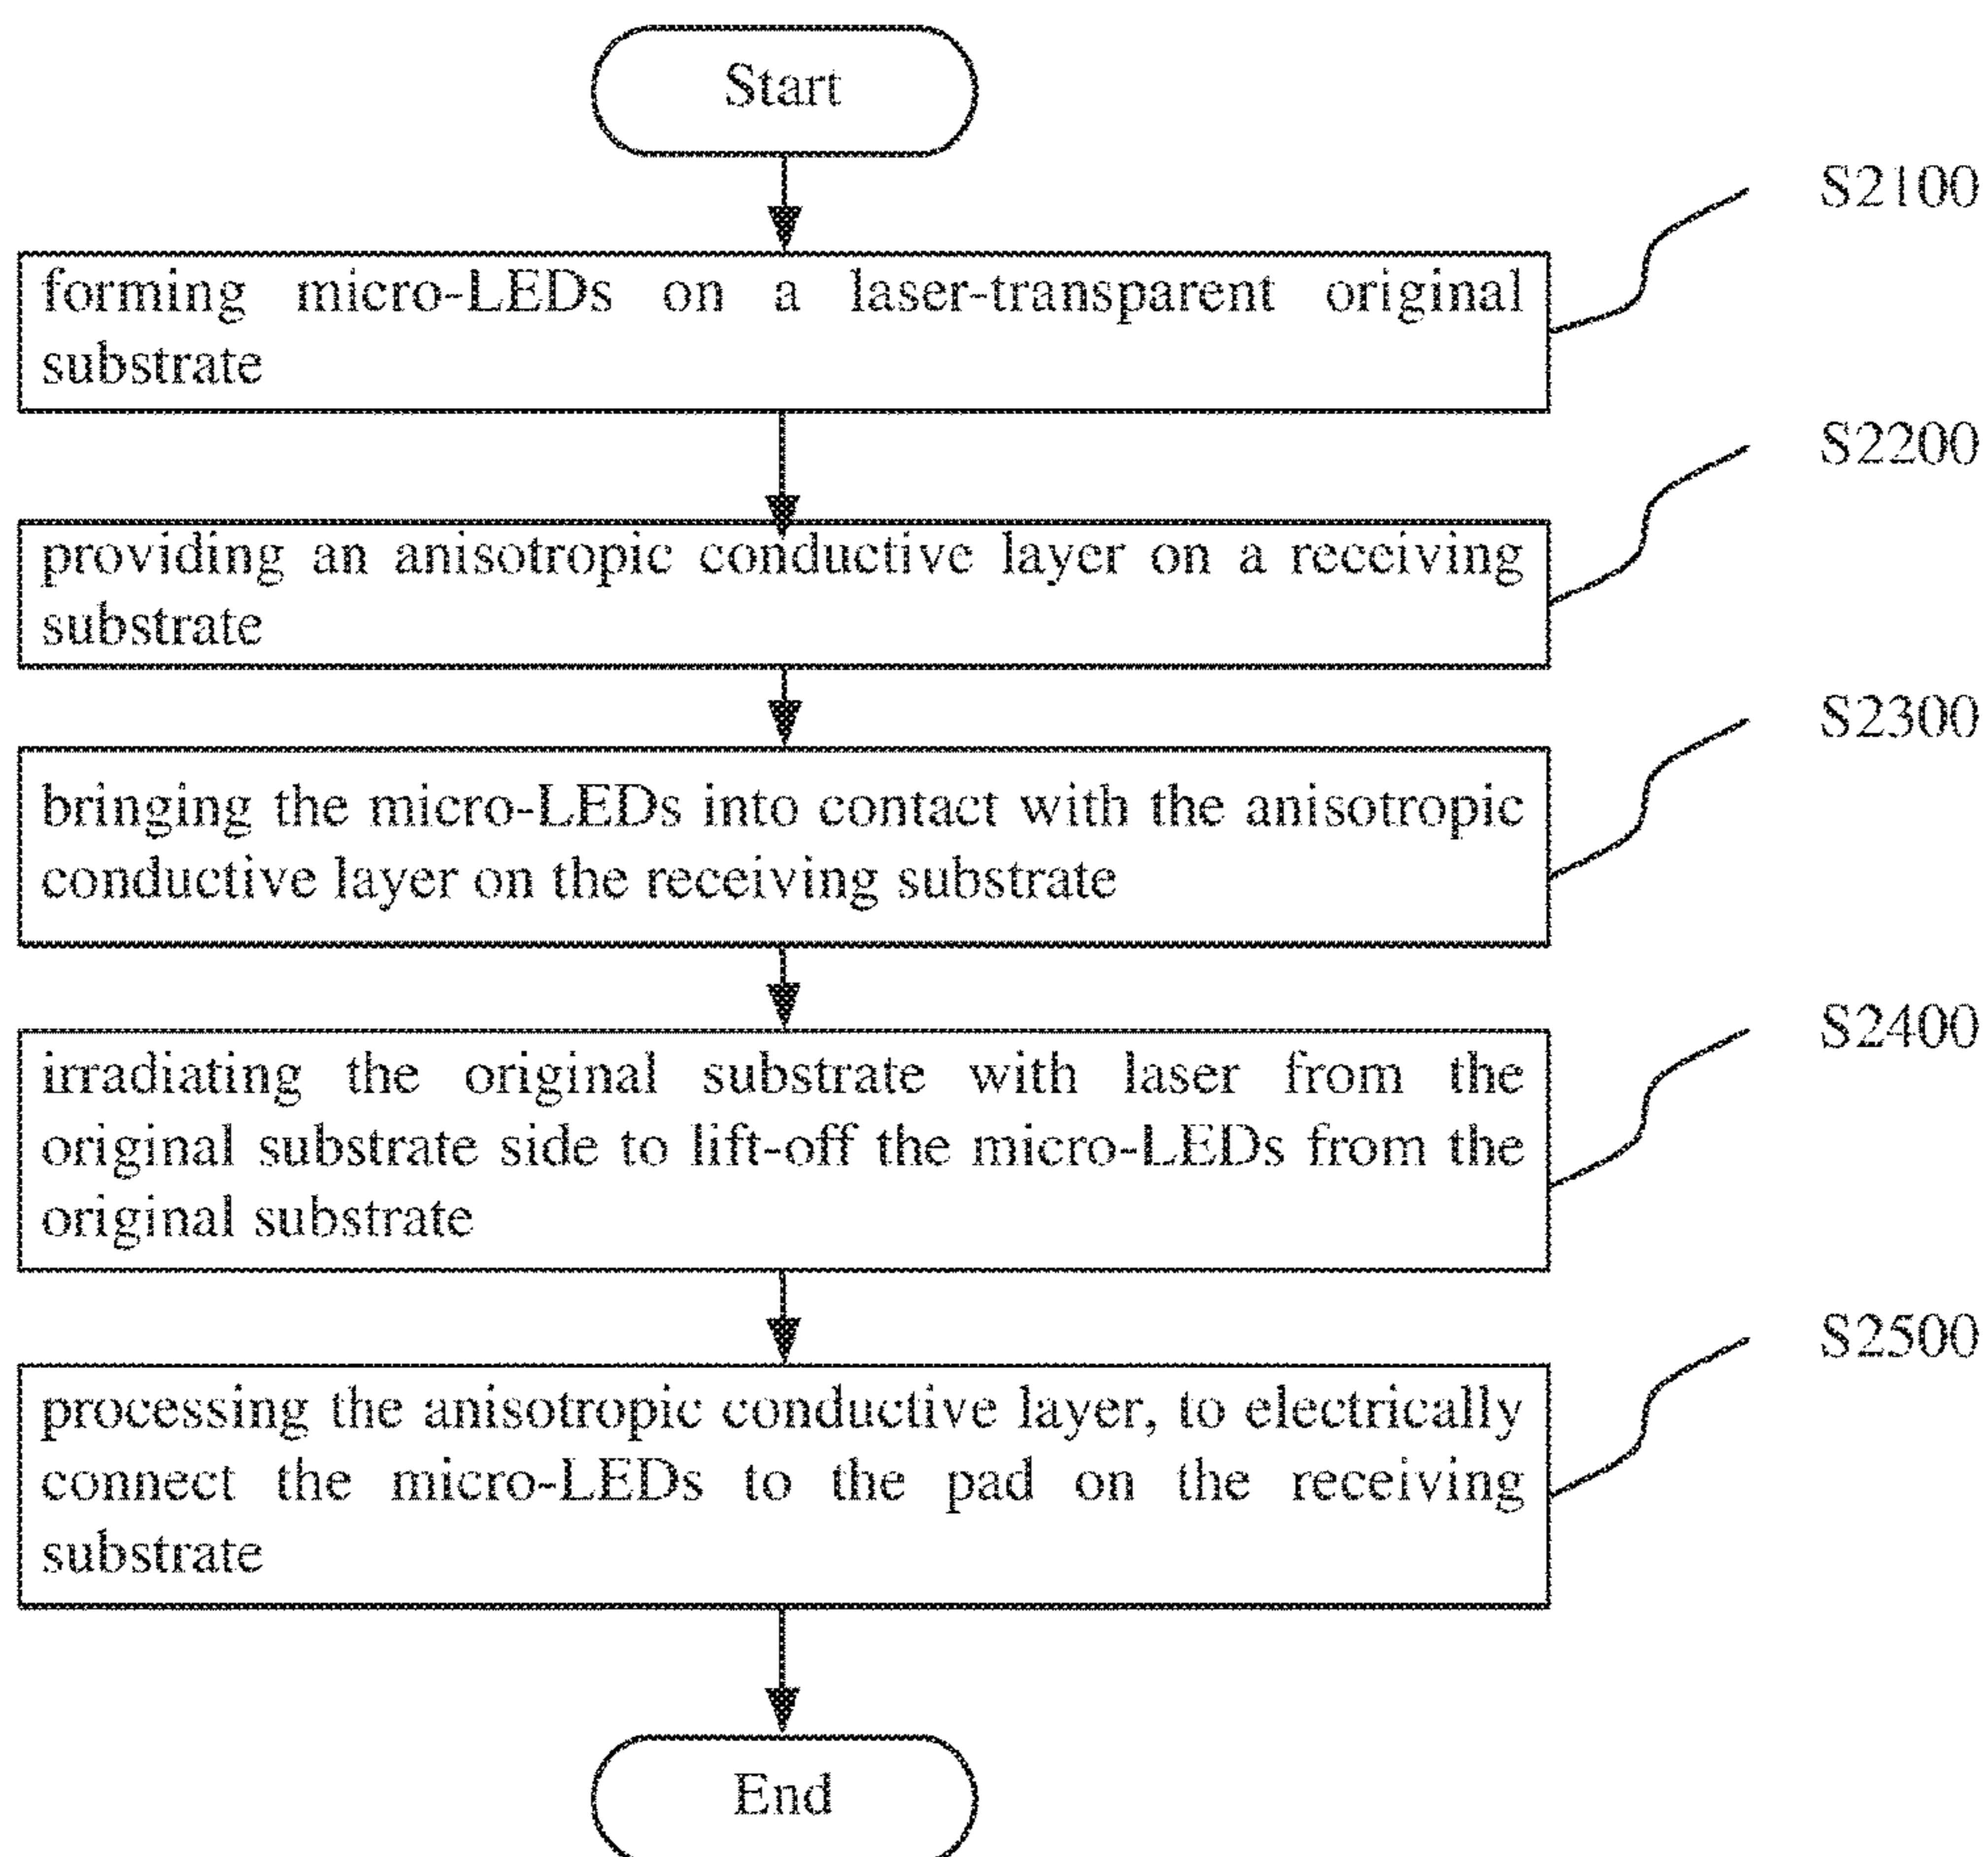 Start
S2100
forming micro-LEDs on a laser-transparent original
substrate
S2200
providing an anisotropic conductive layer on a receiving
substrate
S2300
bringing the micro-LEDs into contact with the anisotropic
conductive layer on the receiving substrate
S2400
irradiating the original substrate with laser from the
original substrate side to lift-off the micro-LEDs from the
original substrate
S2500
processing the anisotropic conductive layer, to electrically
connect the micro-LEDs to the pad on the receiving
substrate
End